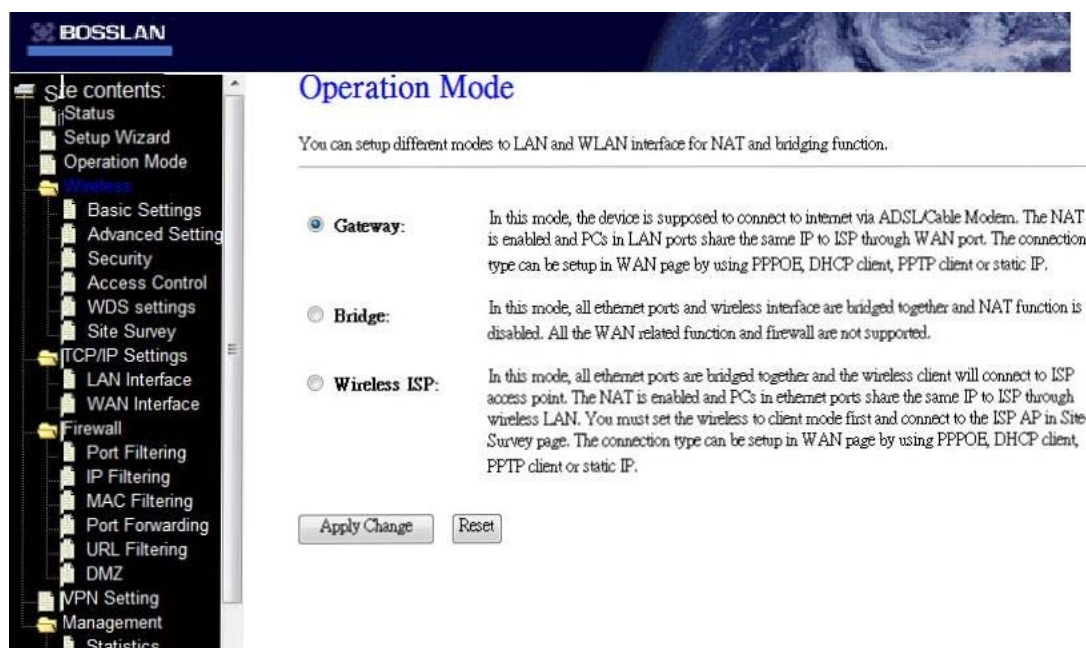 BOSSLAN
Site contents:
Status
Setup Wizard
Operation Mode
Wireless
Basic Settings
Advanced Setting
Security
Access Control
WDS settings
Site Survey
TCP/IP Settings
LAN Interface
WAN Interface
Firewall
Port Filtering
IP Filtering
MAC Filtering
Port Forwarding
URL Filtering
DMZ
VPN Setting
Management
Statistics
Operation Mode
You can setup different modes to LAN and WLAN interface for NAT and bridging function.
Gateway:
In this mode, the device is supposed to connect to internet via ADSL/Cable Modem. The NAT
is enabled and PCs in LAN ports share the same IP to ISP through WAN port. The connection
type can be setup in WAN page by using PPPOE, DHCP client, PPTP client or static IP.
Bridge:
In this mode, all ethernet ports and wireless interface are bridged together and NAT function is
disabled. All the WAN related function and firewall are not supported.
Wireless ISP:
In this mode, all ethernet ports are bridged together and the wireless client will connect to ISP
access point. The NAT is enabled and PCs in ethernet ports share the same IP to ISP through
wireless LAN. You must set the wireless to client mode first and connect to the ISP AP in Site
Survey page. The connection type can be setup in WAN page by using PPPOE, DHCP client,
PPTP client or static IP.
Apply Change
Reset